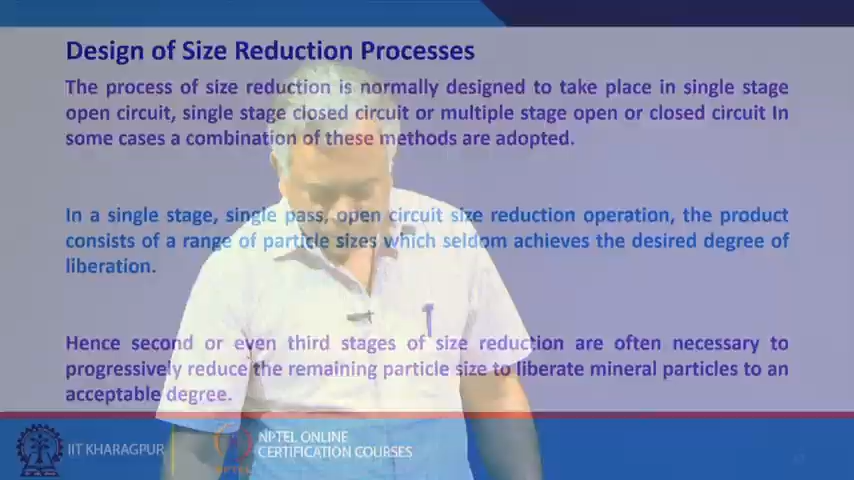 Design of Size Reduction Processes
The process of size reduction is normally designed to take place in single stage
open circuit, single stage closed circuit or multiple stage open or closed circuit In
some cases a combination of these methods are adopted.
In a single stage, single pass, open circuit size reduction operation, the product
consists of a range of particle sizes which seldom achieves the desired degree of
liberation.
Hence second or even third stages of size reduction are often necessary to
progressively reduce the remaining particle size to liberate mineral particles to an
acceptable degree.
IIT KHARAGPUR
NPTEL
NPTEL ONLINE
CERTIFICATION COURSES